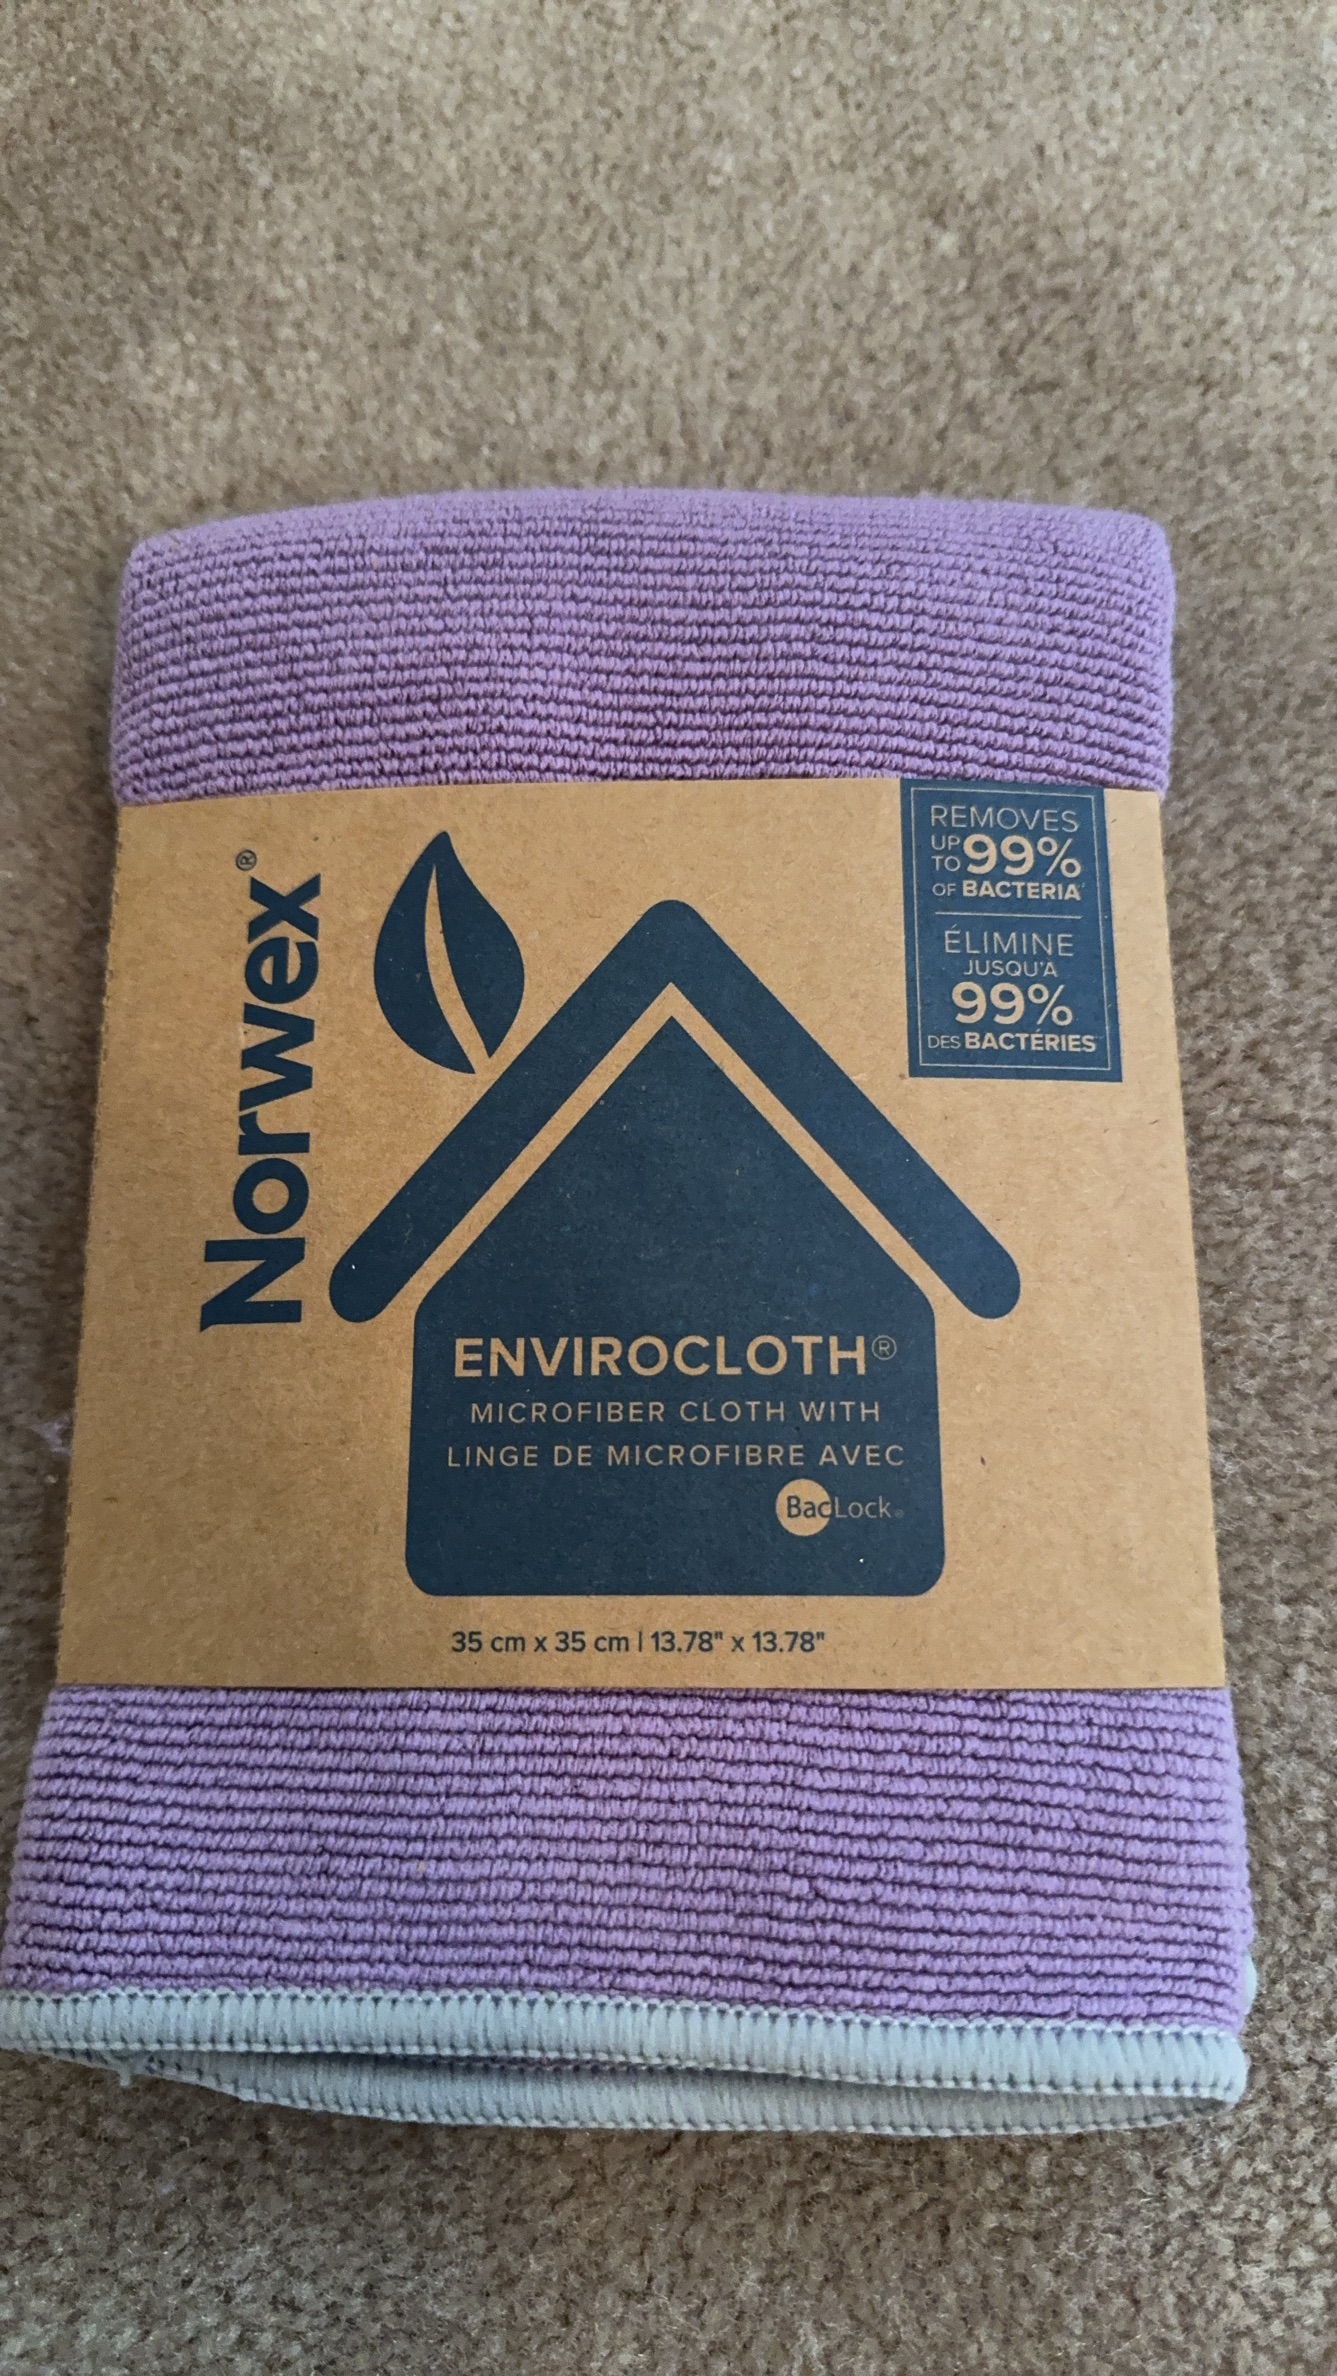 Norwex®
REMOVES
UP TO 99%
OF BACTERIA
ÉLIMINE
JUSQU'À
99%
DES BACTÉRIES
ENVIROCLOTH®
MICROFIBER CLOTH WITH
LINGE DE MICROFIBRE AVEC
BacLock®
35 cm x 35 cm | 13.78" x 13.78"